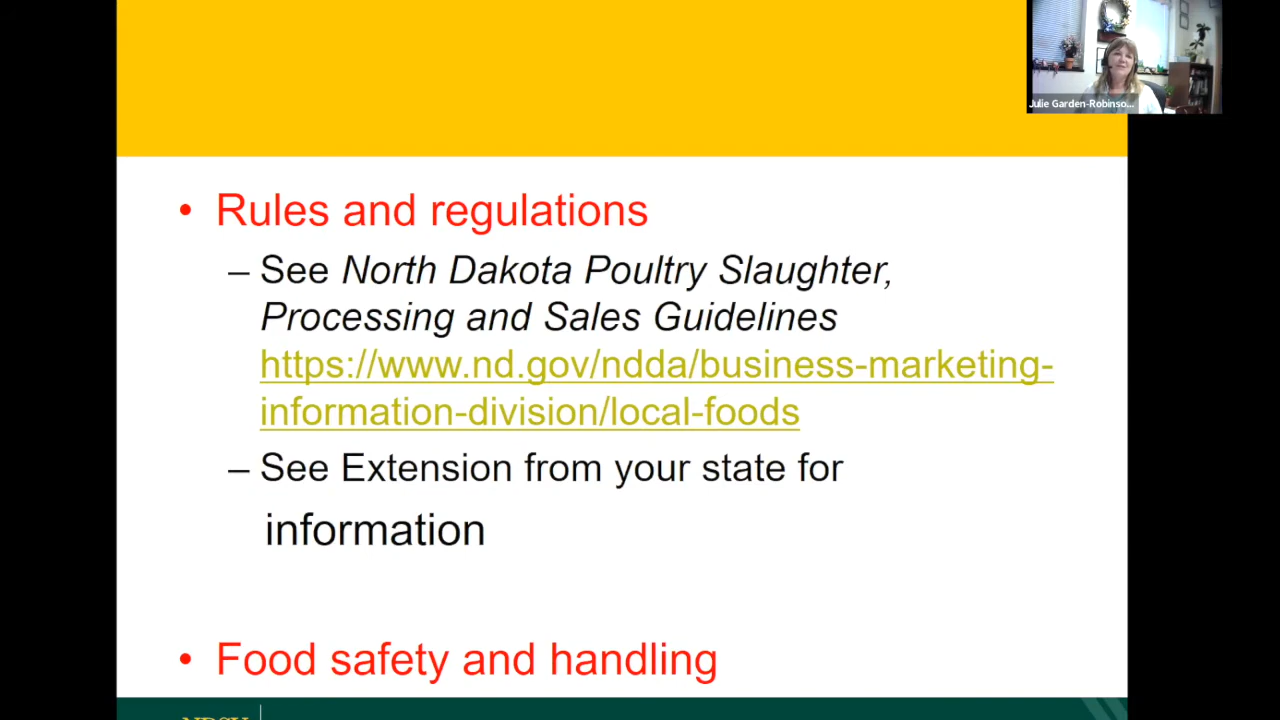 Julie Garden-Robinso...
• Rules and regulations
– See North Dakota Poultry Slaughter,
Processing and Sales Guidelines
https://www.nd.gov/ndda/business-marketing-
information-division/local-foods
– See Extension from your state for
information
• Food safety and handling
NDSU